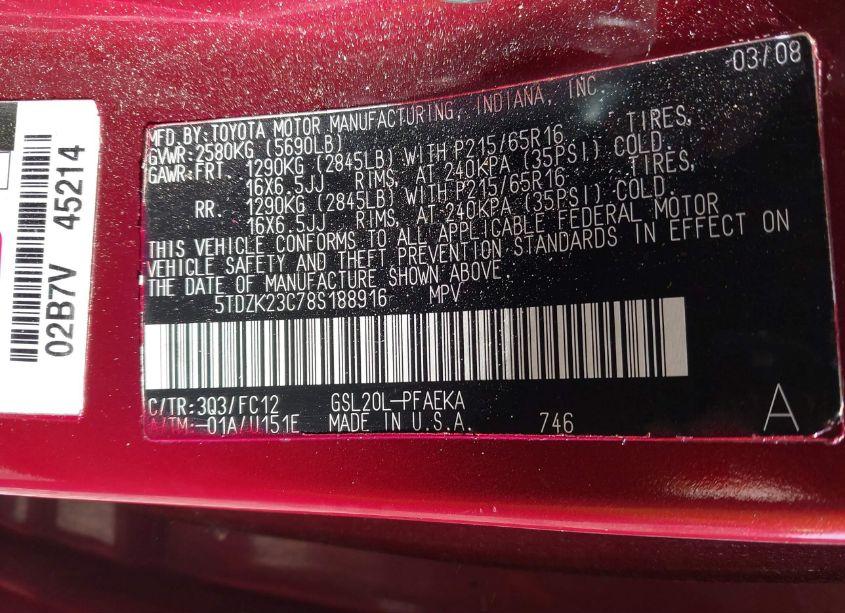 03/08
MFD.BY:TOYOTA MOTOR MANUFACTURING, INDIANA, INC.
GVWR:2580KG (5690LB)
GAWR:FRT. 1290KG (2845LB) WITH P215/65R16 TIRES,
16X6.5JJ RIMS, AT 240KPA (35PSI) COLD.
RR. 1290KG (2845LB) WITH P215/65R16 TIRES,
16X6.5JJ RIMS, AT 240KPA (35PSI) COLD.
THIS VEHICLE CONFORMS TO ALL APPLICABLE FEDERAL MOTOR
VEHICLE SAFETY AND THEFT PREVENTION STANDARDS IN EFFECT ON
THE DATE OF MANUFACTURE SHOWN ABOVE.
5TDZK23C78S188916 MPV
C/TR:3Q3/FC12 GSL20L-PFAEKA
A/TM:-01A/U151E MADE IN U.S.A. 746
A
02B7V 45214